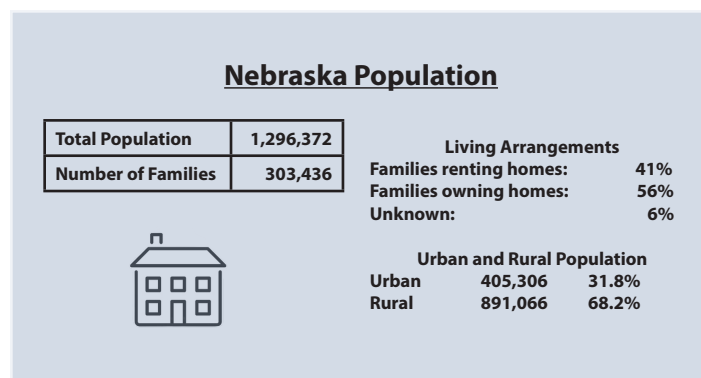 Nebraska Population
Total Population 1,296,372
Number of Families 303,436
Living Arrangements
Families renting homes: 41%
Families owning homes: 56%
Unknown: 6%
Urban and Rural Population
Urban 405,306 31.8%
Rural 891,066 68.2%